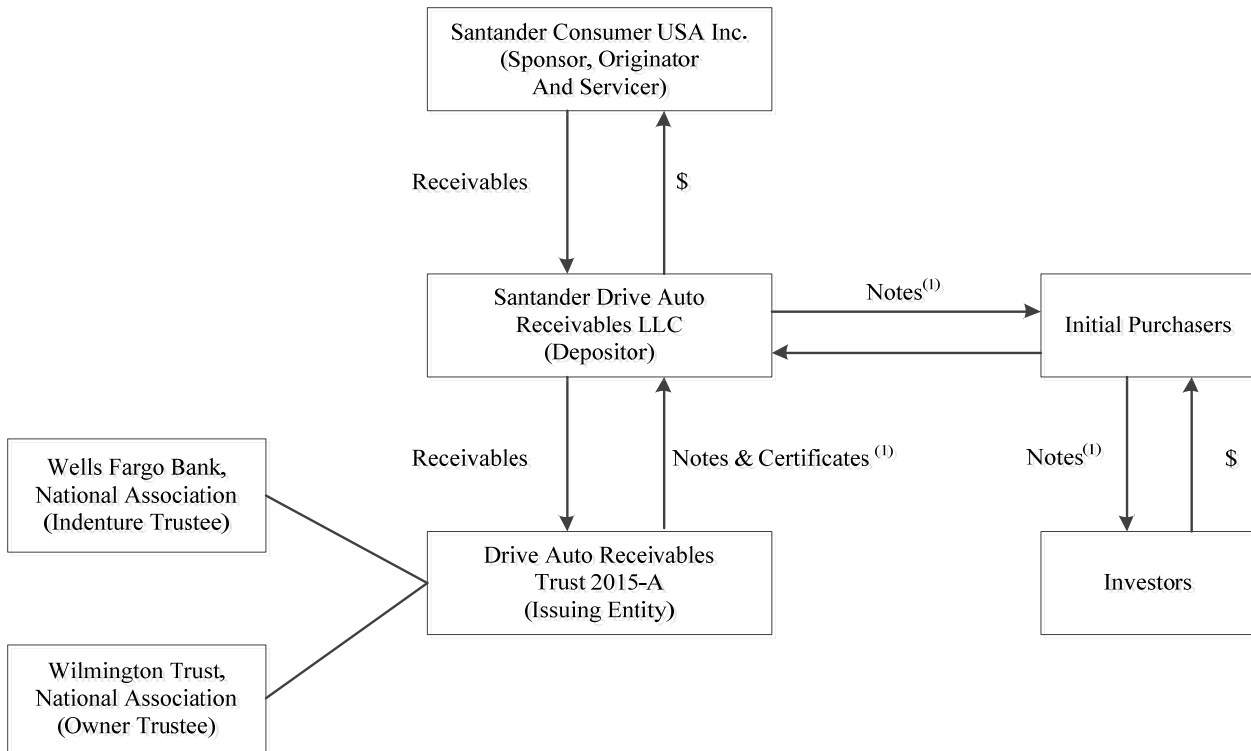 Santander Consumer USA Inc.
(Sponsor, Originator
And Servicer)
Receivables
$
Santander Drive Auto
Receivables LLC
(Depositor)
Notes(1)
Initial Purchasers
Receivables
Notes & Certificates (1)
Notes(1)
$
Wells Fargo Bank,
National Association
(Indenture Trustee)
Drive Auto Receivables
Trust 2015-A
(Issuing Entity)
Investors
Wilmington Trust,
National Association
(Owner Trustee)